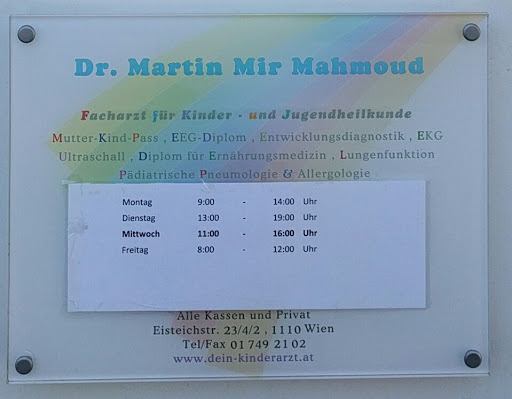 Dr. Martin Mir Mahmoud
Facharzt für Kinder - und Jugendheilkunde
Mutter-Kind-Pass , EEG-Diplom , Entwicklungsdiagnostik , EKG
Ultraschall , Diplom für Ernährungsmedizin , Lungenfunktion
Pädiatrische Pneumologie & Allergologie
Montag 9:00 - 14:00 Uhr
Dienstag 13:00 - 19:00 Uhr
Mittwoch 11:00 - 16:00 Uhr
Freitag 8:00 - 12:00 Uhr
Alle Kassen und Privat
Eisteichstr. 23/4/2 , 1110 Wien
Tel/Fax 01 749 21 02
www.dein-kinderarzt.at